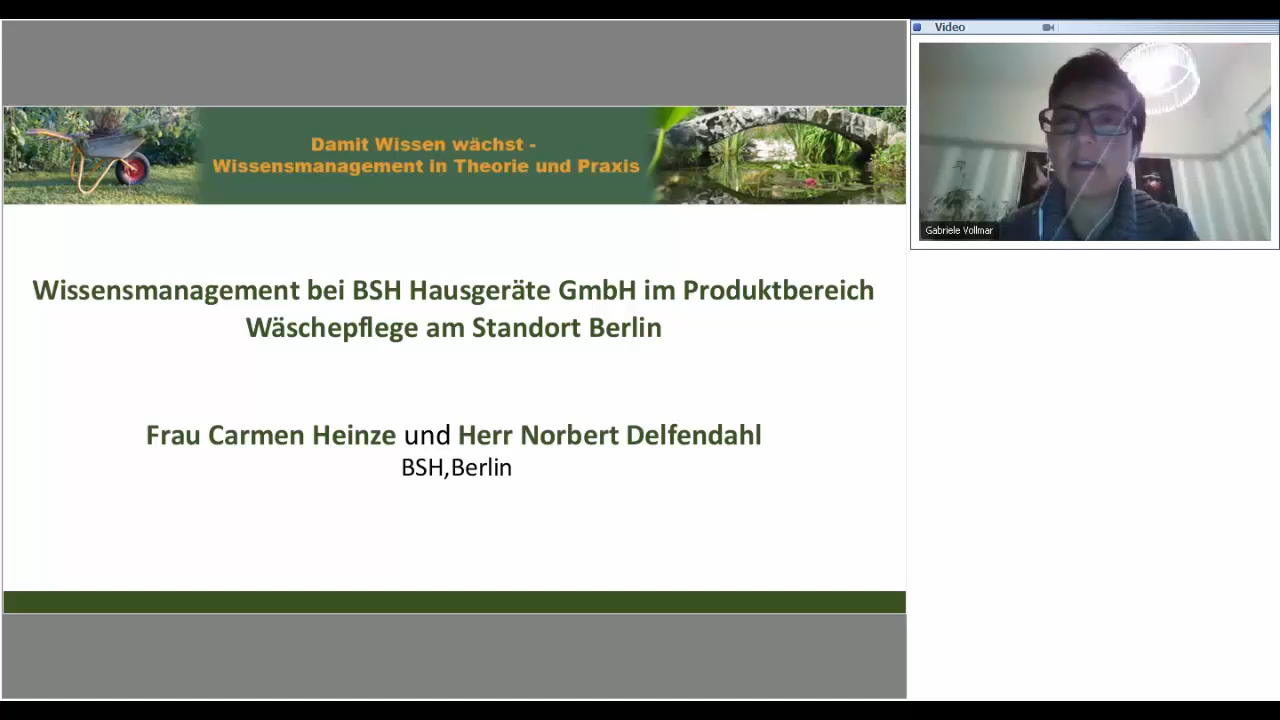 Damit Wissen wächst -
Wissensmanagement in Theorie und Praxis
Wissensmanagement bei BSH Hausgeräte GmbH im Produktbereich
Wäschepflege am Standort Berlin
Frau Carmen Heinze und Herr Norbert Delfendahl
BSH,Berlin
Video
Gabriele Vollmar